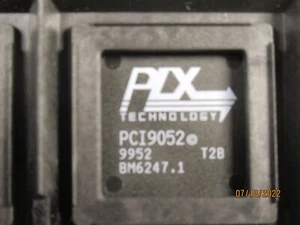 PLX
TECHNOLOGY
PCI9052
9952 T2B
BM6247.1